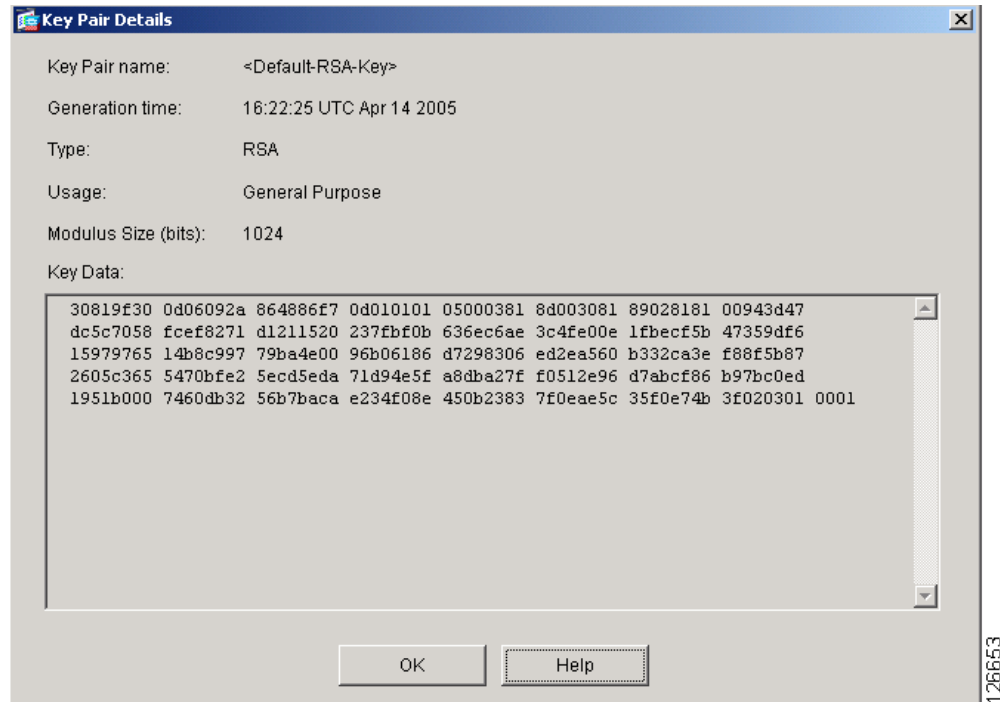 Key Pair Details
Key Pair name: <Default-RSA-Key>
Generation time: 16:22:25 UTC Apr 14 2005
Type: RSA
Usage: General Purpose
Modulus Size (bits): 1024
Key Data:
30819f30 0d06092a 864886f7 0d010101 05000381 8d003081 89028181 00943d47
dc5c7058 fcef8271 d1211520 237fbf0b 636ec6ae 3c4fe00e 1fbecf5b 47359df6
15979765 14b8c997 79ba4e00 96b06186 d7298306 ed2ea560 b332ca3e f88f5b87
2605c365 5470bfe2 5ecd5eda 71d94e5f a8dba27f f0512e96 d7abcf86 b97bc0ed
1951b000 7460db32 56b7baca e234f08e 450b2383 7f0eae5c 35f0e74b 3f020301 0001
OK Help
126653